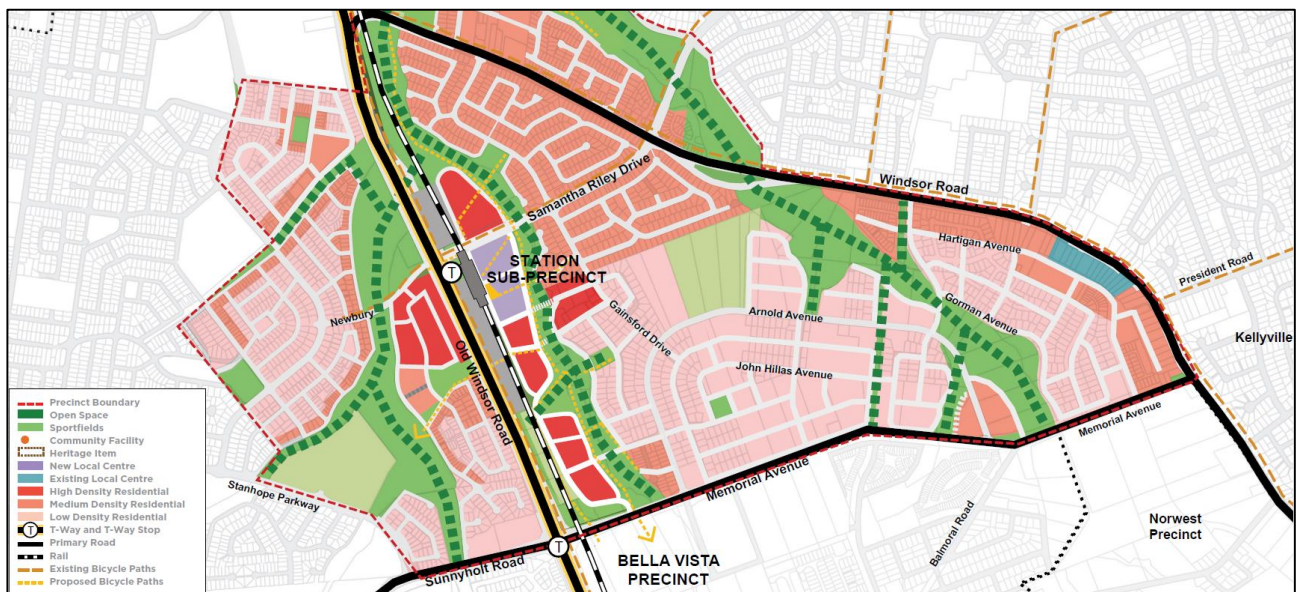 Windsor Road
Samantha Riley Drive
Hartigan Avenue
STATION
SUB-PRECINCT
T
President Road
Newbury
Gainsford Drive
Arnold Avenue
Gorman Avenue
Kellyville
Old Windsor Road
John Hillas Avenue
Memorial Avenue
Memorial Avenue
Stanhope Parkway
Balmoral Road
Norwest
Precinct
T
Sunnyholt Road
BELLA VISTA
PRECINCT
Precinct Boundary
Open Space
Sportfields
Community Facility
Heritage Item
New Local Centre
Existing Local Centre
High Density Residential
Medium Density Residential
Low Density Residential
T T-Way and T-Way Stop
Primary Road
Rail
Existing Bicycle Paths
Proposed Bicycle Paths